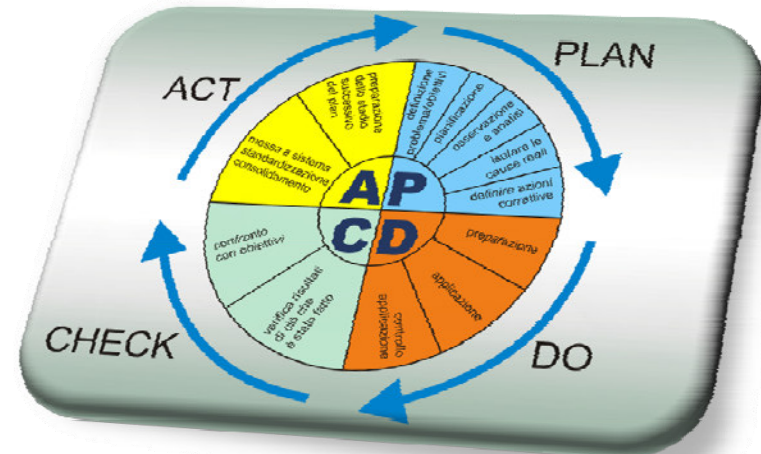 PLAN
definizione
problema/obiettivi
pianificazione
osservazione
e analisi
isolare le
cause reali
definire azioni
correttive
DO
preparazione
applicazione
controllo
applicazione
CHECK
verifica risultati
di ciò che
è stato fatto
confronto
con obiettivi
ACT
messa a sistema
standardizzazione
consolidamento
preparazione
dello stadio
successivo
del plan
A P
C D